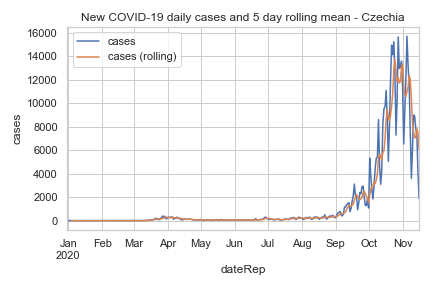 New COVID-19 daily cases and 5 day rolling mean - Czechia
cases
cases (rolling)
16000
14000
12000
10000
8000
6000
4000
2000
0
cases
Jan Feb Mar Apr May Jun Jul Aug Sep Oct Nov
2020
dateRep